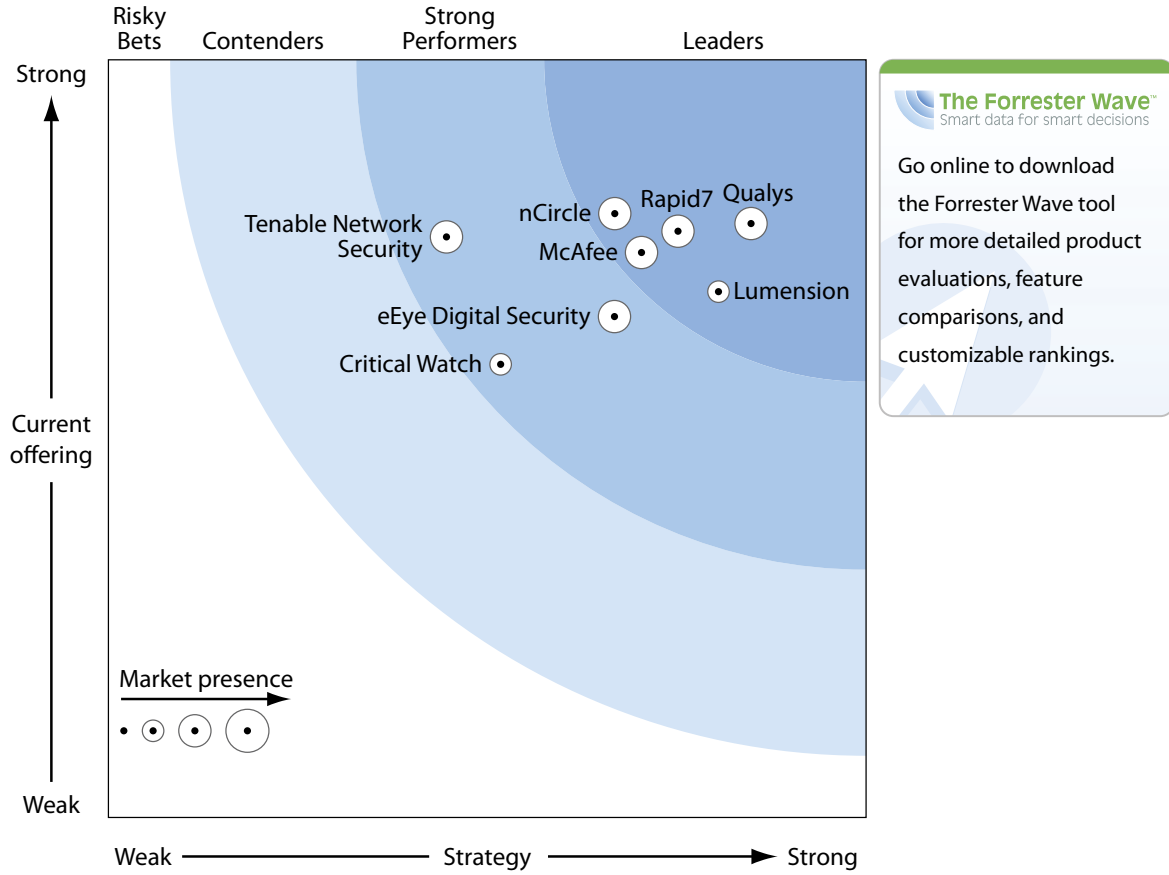 Risky
Bets
Contenders
Strong
Performers
Leaders
Strong
Current
offering
Weak
Tenable Network
Security
nCircle
Rapid7
Qualys
McAfee
Lumension
eEye Digital Security
Critical Watch
Market presence
Weak
Strategy
Strong
The Forrester Wave™
Smart data for smart decisions
Go online to download
the Forrester Wave tool
for more detailed product
evaluations, feature
comparisons, and
customizable rankings.